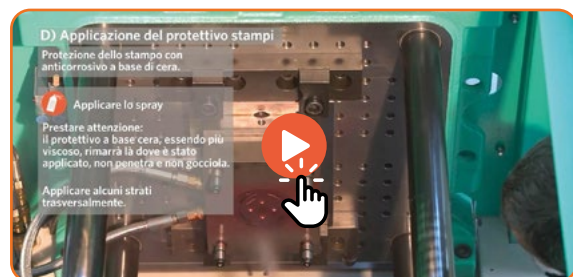 D) Applicazione del protettivo stampi
Protezione dello stampo con
anticorrosivo a base di cera.
Applicare lo spray
Prestare attenzione:
il protettivo a base cera, essendo più
viscoso, rimarrà là dove è stato
applicato, non penetra e non gocciola.
Applicare alcuni strati
trasversalmente.